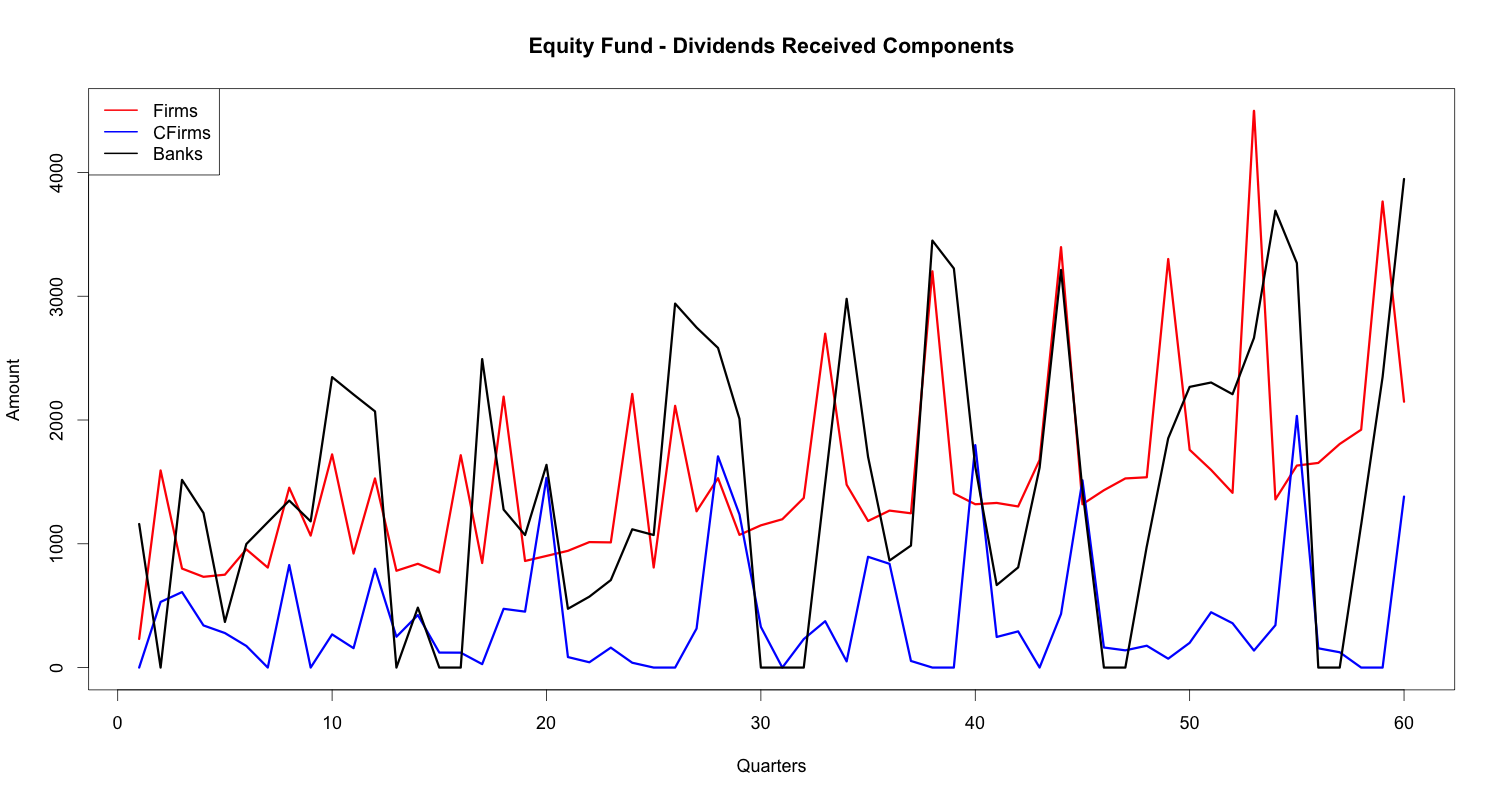 Equity Fund - Dividends Received Components
Firms
CFirms
Banks
Amount
4000
3000
2000
1000
0
0 10 20 30 40 50 60
Quarters